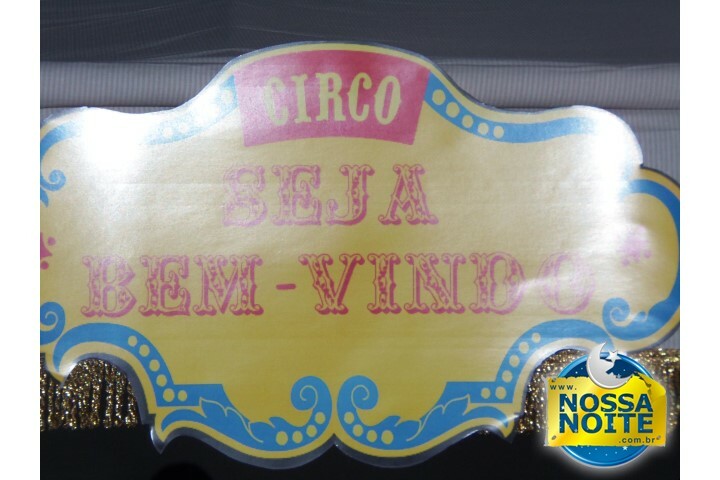 CIRCO
SEJA
BEM-VINDO
www.
NOSSA
NOITE
.com.br